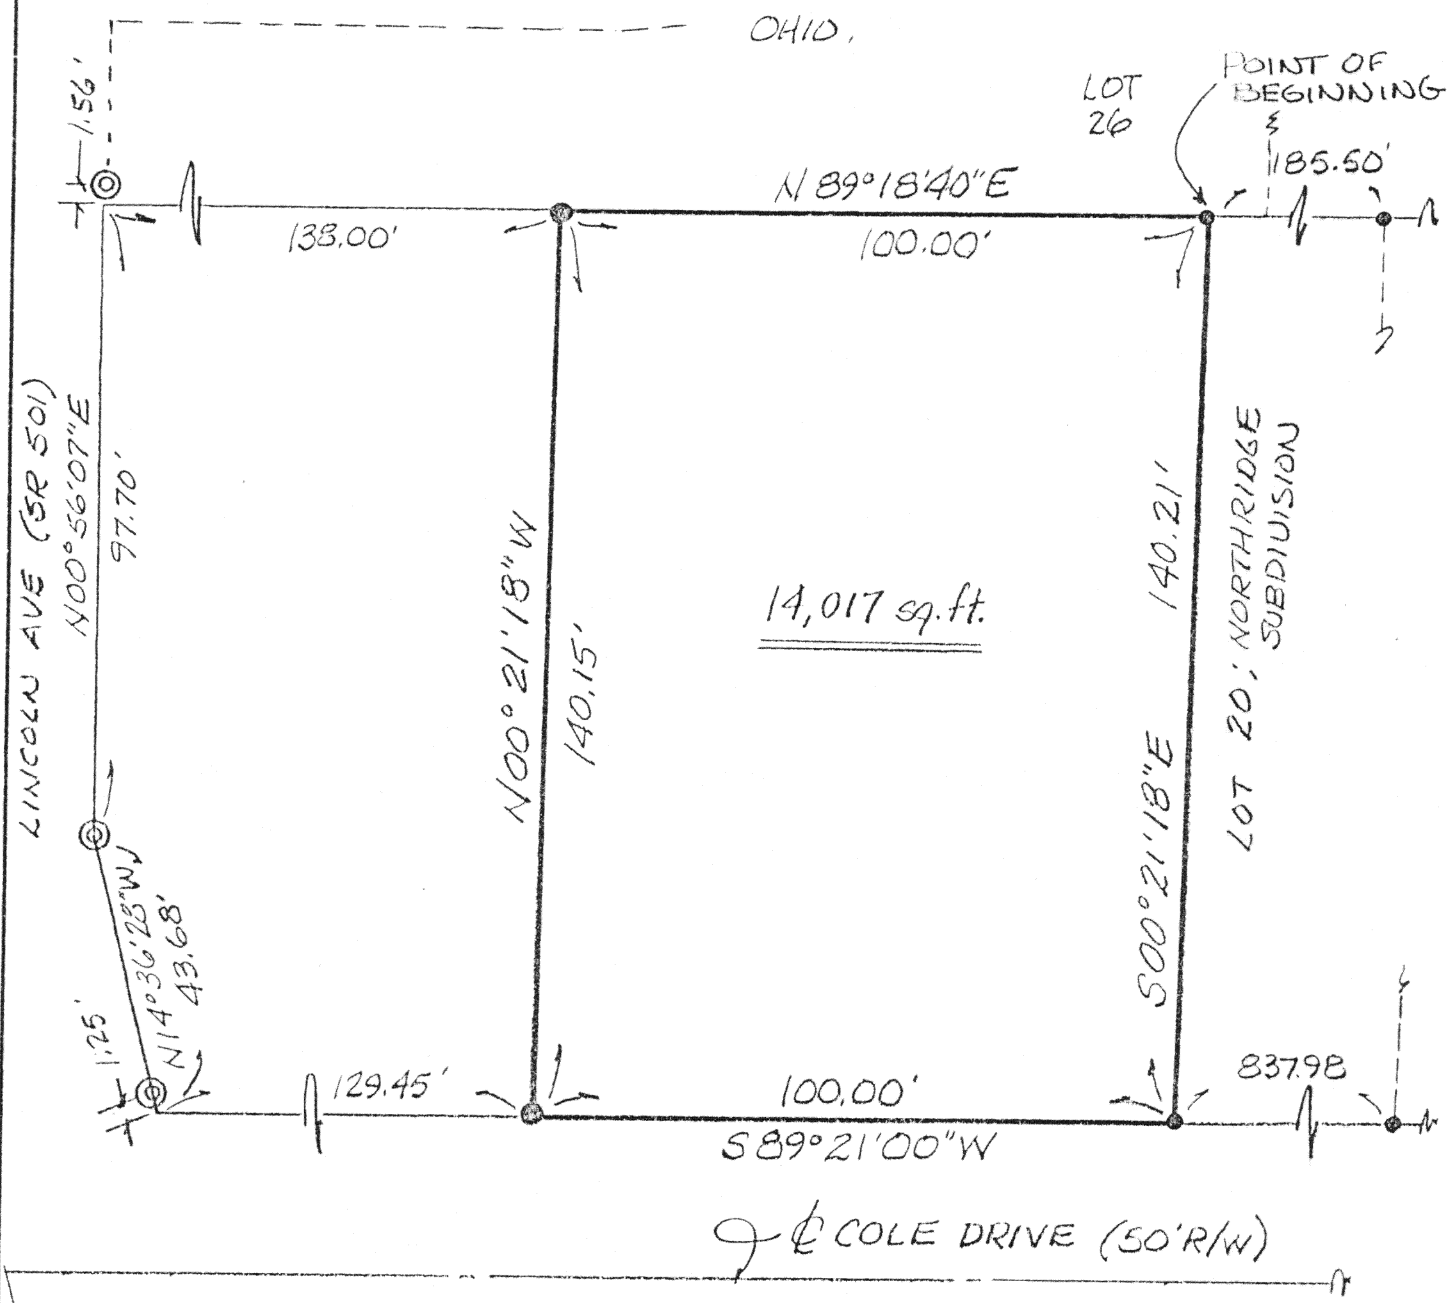 OHIO.
1.56'
LOT
26
POINT OF
BEGINNING
185.50'
N 89°18'40"E
138.00'
100.00'
LINCOLN AVE (SR 501)
N00°56'07"E
97.70'
N00°21'18"W
140.15'
14,017 sq.ft.
140.21'
S00°21'18"E
LOT 20; NORTHRIDGE
SUBDIVISION
N14°36'28"W
43.68'
1.25'
129.45'
100.00'
S89°21'00"W
837.98
℄ COLE DRIVE (50'R/W)